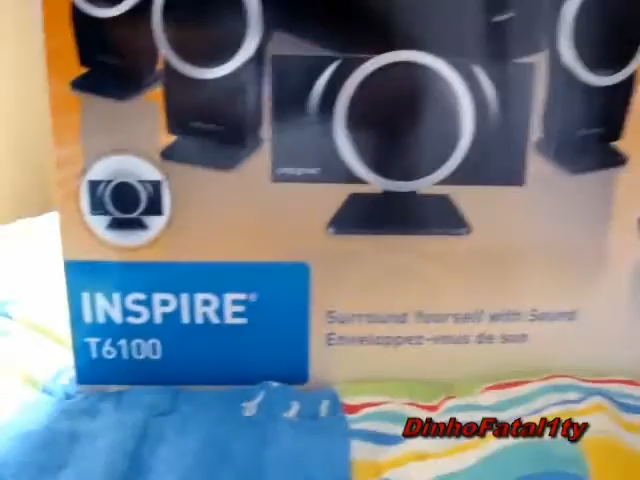 INSPIRE®
T6100
Surround Yourself with Sound
Enveloppez-vous de son
DinhoFatal1ty